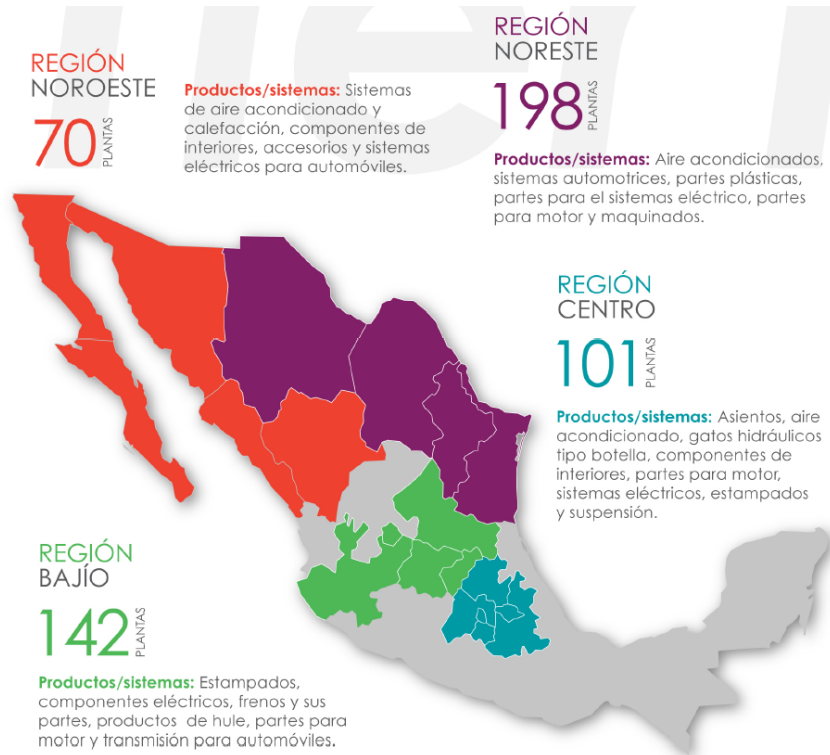 REGIÓN
NOROESTE
70 PLANTAS
Productos/sistemas: Sistemas
de aire acondicionado y
calefacción, componentes de
interiores, accesorios y sistemas
eléctricos para automóviles.
REGIÓN
NORESTE
198 PLANTAS
Productos/sistemas: Aire acondicionados,
sistemas automotrices, partes plásticas,
partes para el sistemas eléctrico, partes
para motor y maquinados.
REGIÓN
CENTRO
101 PLANTAS
Productos/sistemas: Asientos, aire
acondicionado, gatos hidráulicos
tipo botella, componentes de
interiores, partes para motor,
sistemas eléctricos, estampados
y suspensión.
REGIÓN
BAJÍO
142 PLANTAS
Productos/sistemas: Estampados,
componentes eléctricos, frenos y sus
partes, productos de hule, partes para
motor y transmisión para automóviles.